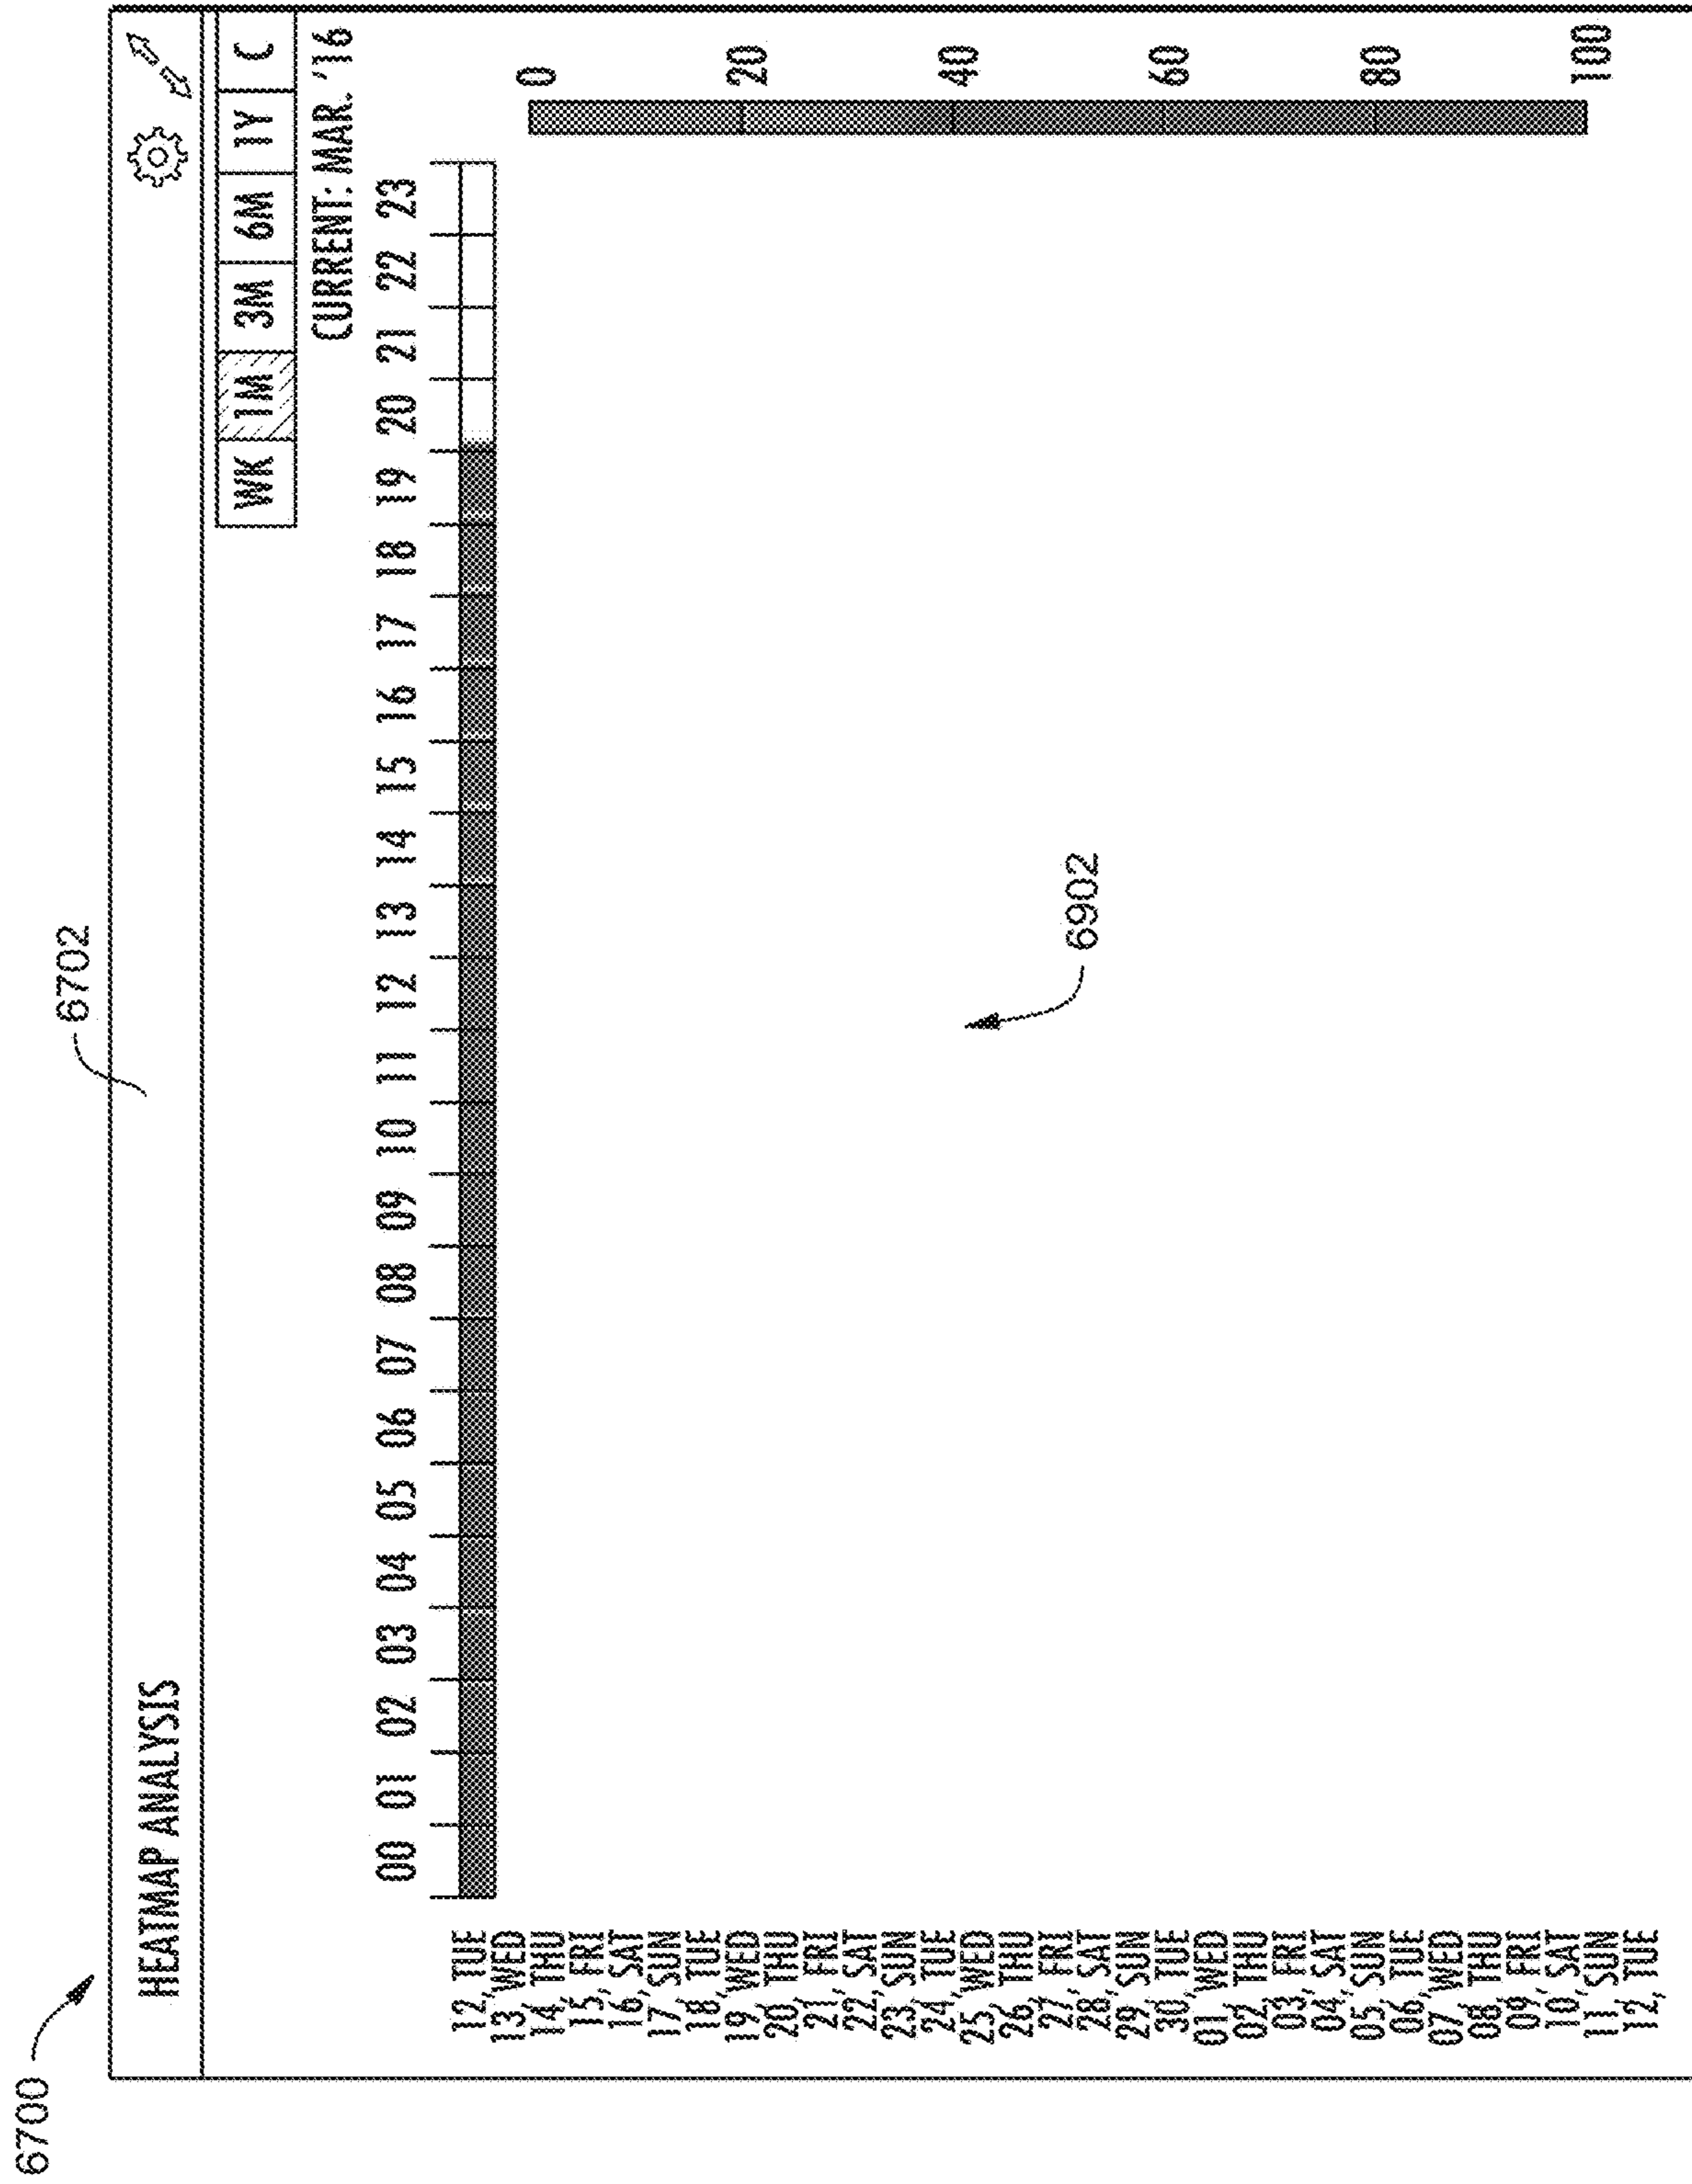 6700
6702
HEATMAP ANALYSIS
WK 1M 3M 6M 1Y C
CURRENT: MAR. '16
00 01 02 03 04 05 06 07 08 09 10 11 12 13 14 15 16 17 18 19 20 21 22 23
12, TUE
13, WED
14, THU
15, FRI
16, SAT
17, SUN
18, TUE
19, WED
20, THU
21, FRI
22, SAT
23, SUN
24, TUE
25, WED
26, THU
27, FRI
28, SAT
29, SUN
30, TUE
01, WED
02, THU
03, FRI
04, SAT
05, SUN
06, TUE
07, WED
08, THU
09, FRI
10, SAT
11, SUN
12, TUE
6902
0
20
40
60
80
100